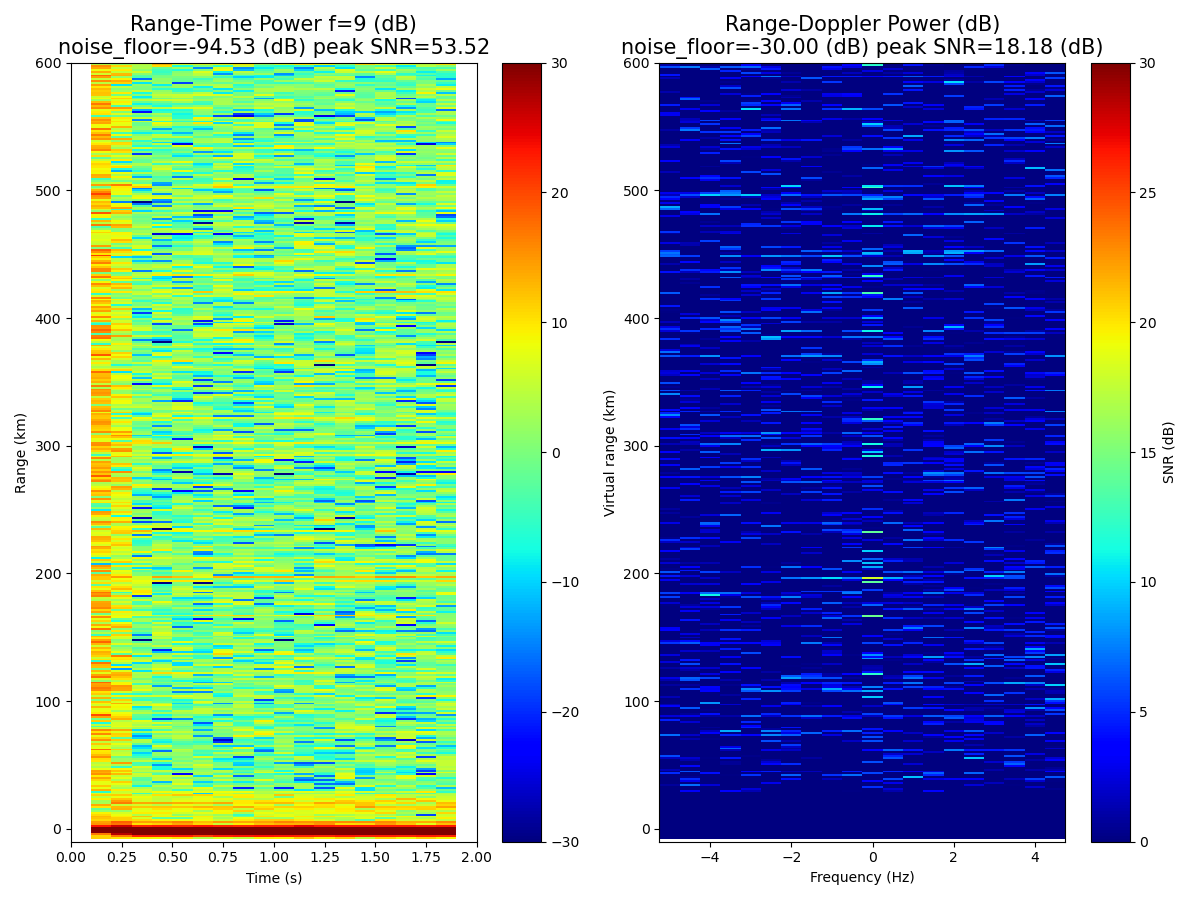 Range-Time Power f=9 (dB)
noise_floor=-94.53 (dB) peak SNR=53.52
Range-Doppler Power (dB)
noise_floor=-30.00 (dB) peak SNR=18.18 (dB)
600
500
400
300
200
100
0
Range (km)
0.00 0.25 0.50 0.75 1.00 1.25 1.50 1.75 2.00
Time (s)
30
20
10
0
−10
−20
−30
600
500
400
300
200
100
0
Virtual range (km)
−4 −2 0 2 4
Frequency (Hz)
30
25
20
15
10
5
0
SNR (dB)